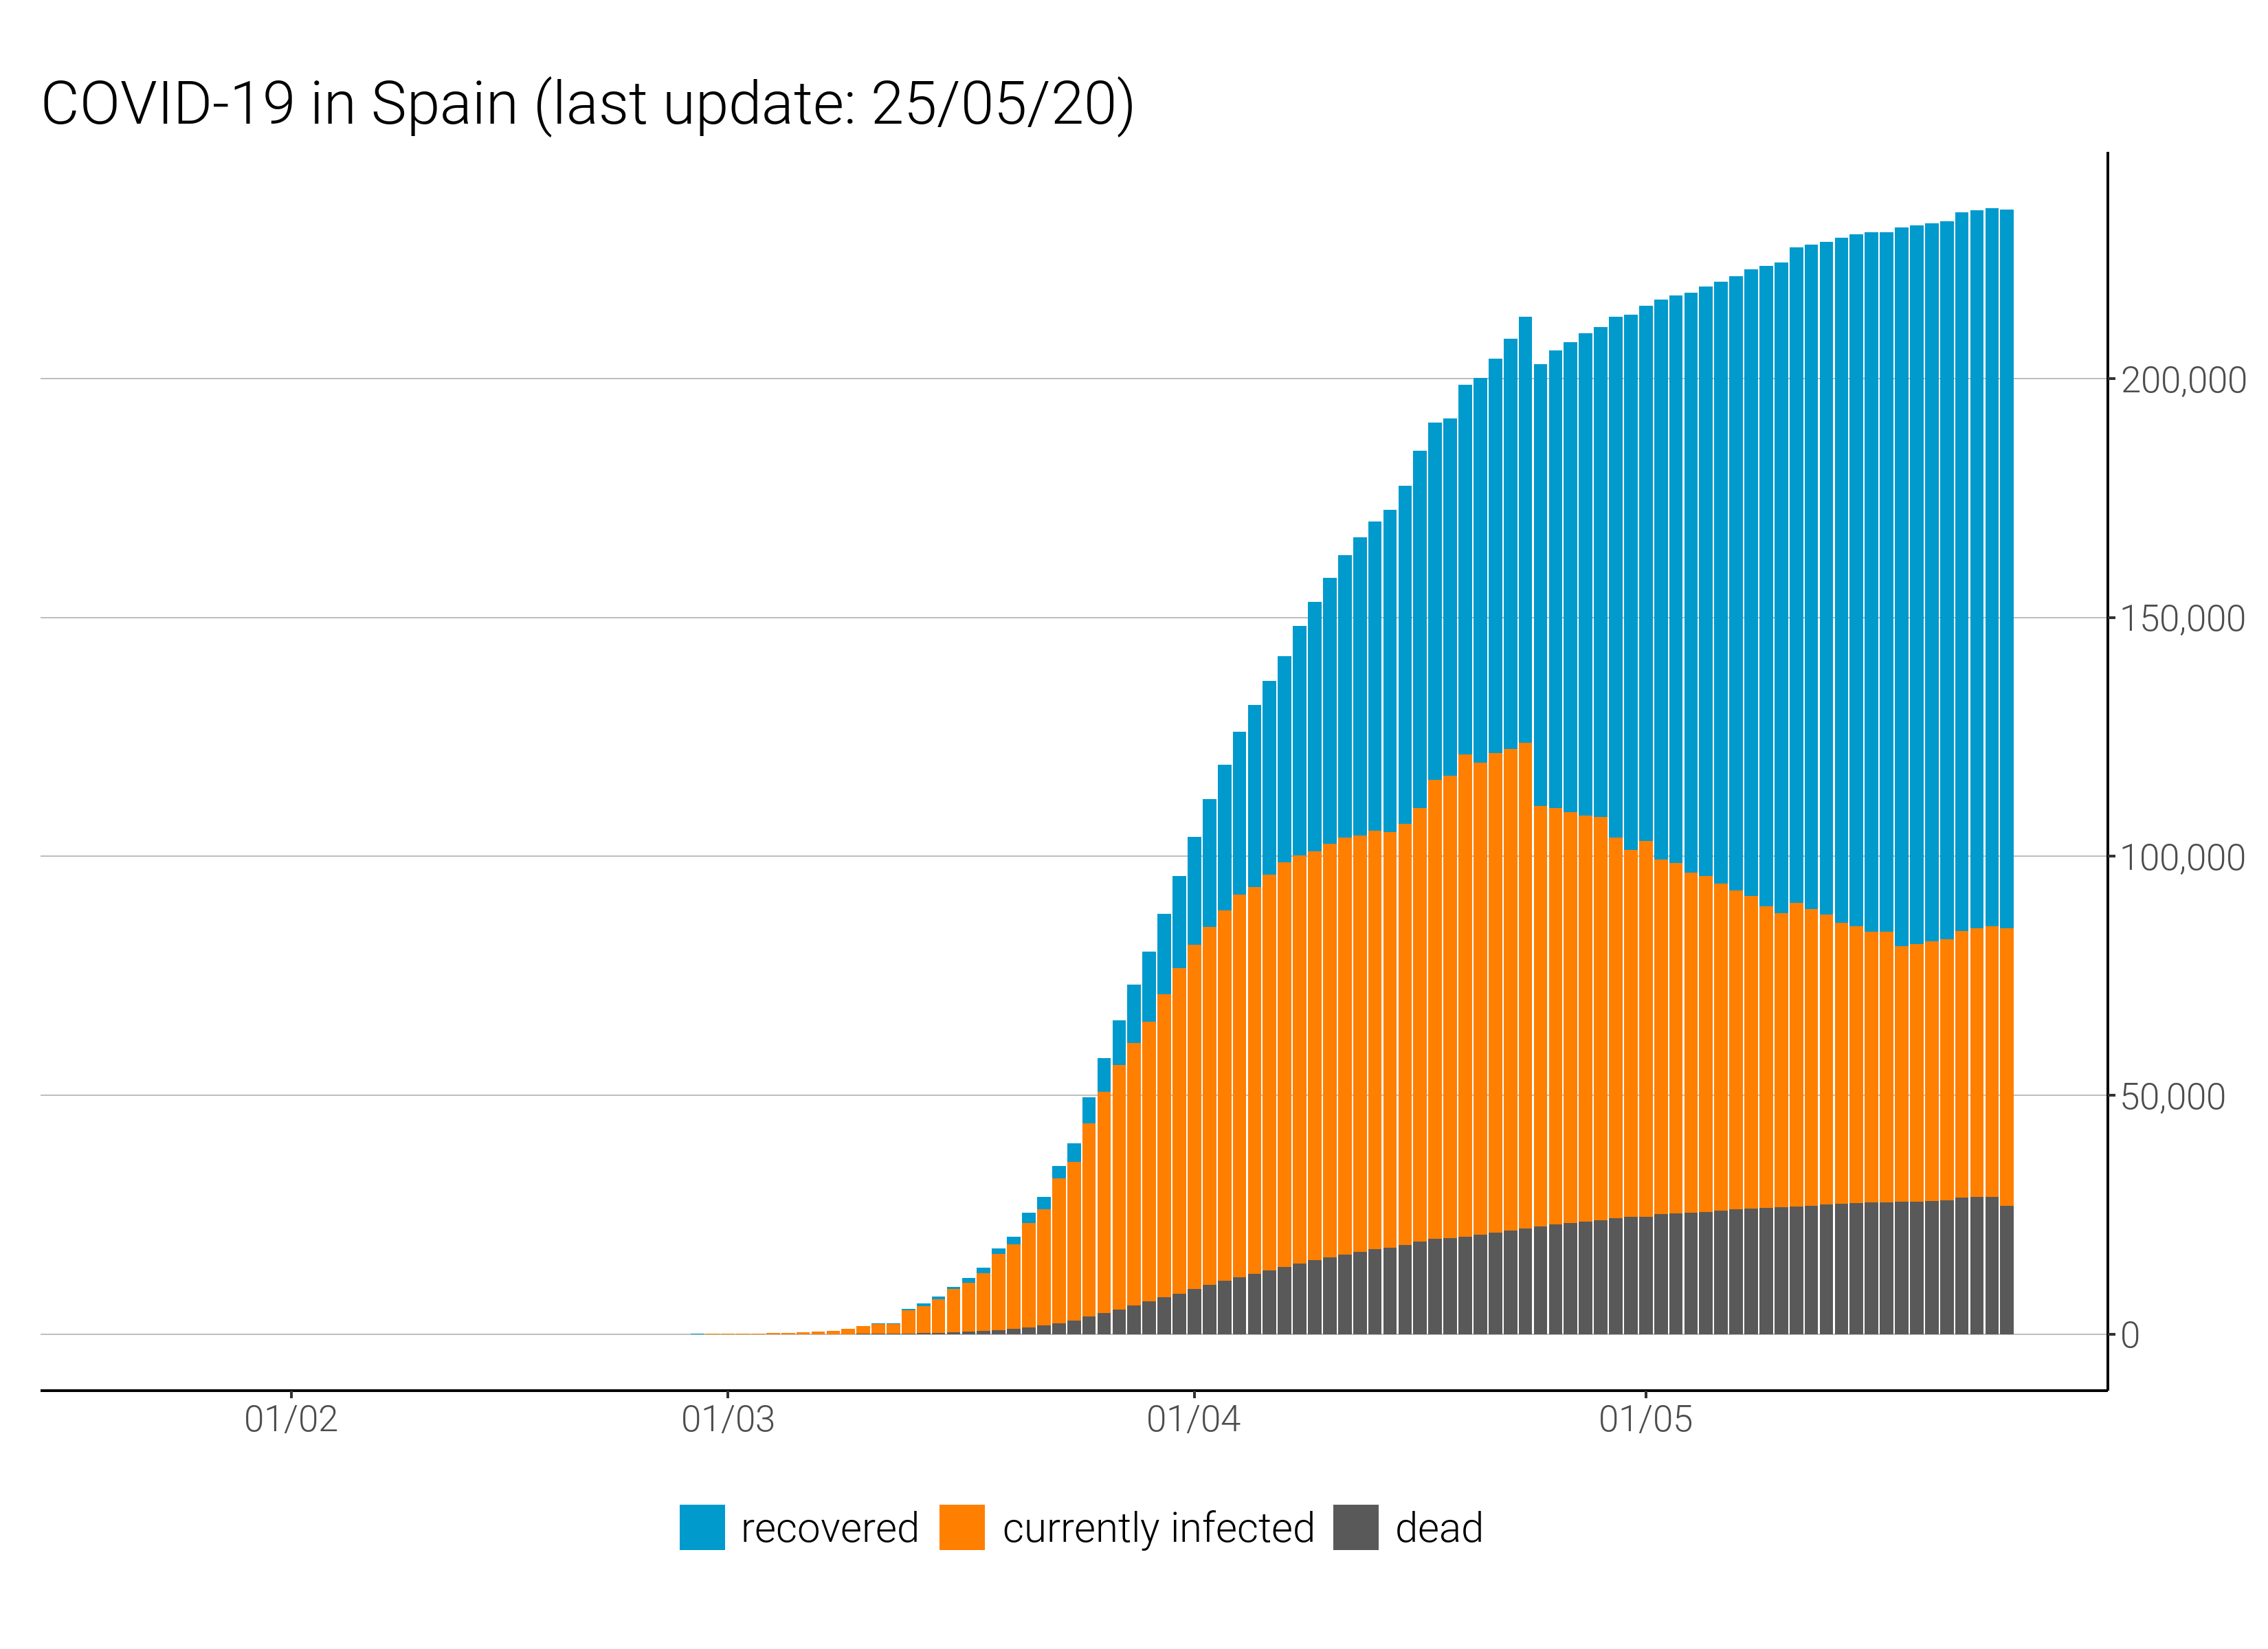 COVID-19 in Spain (last update: 25/05/20)
200,000
150,000
100,000
50,000
0
01/02 01/03 01/04 01/05
recovered currently infected dead